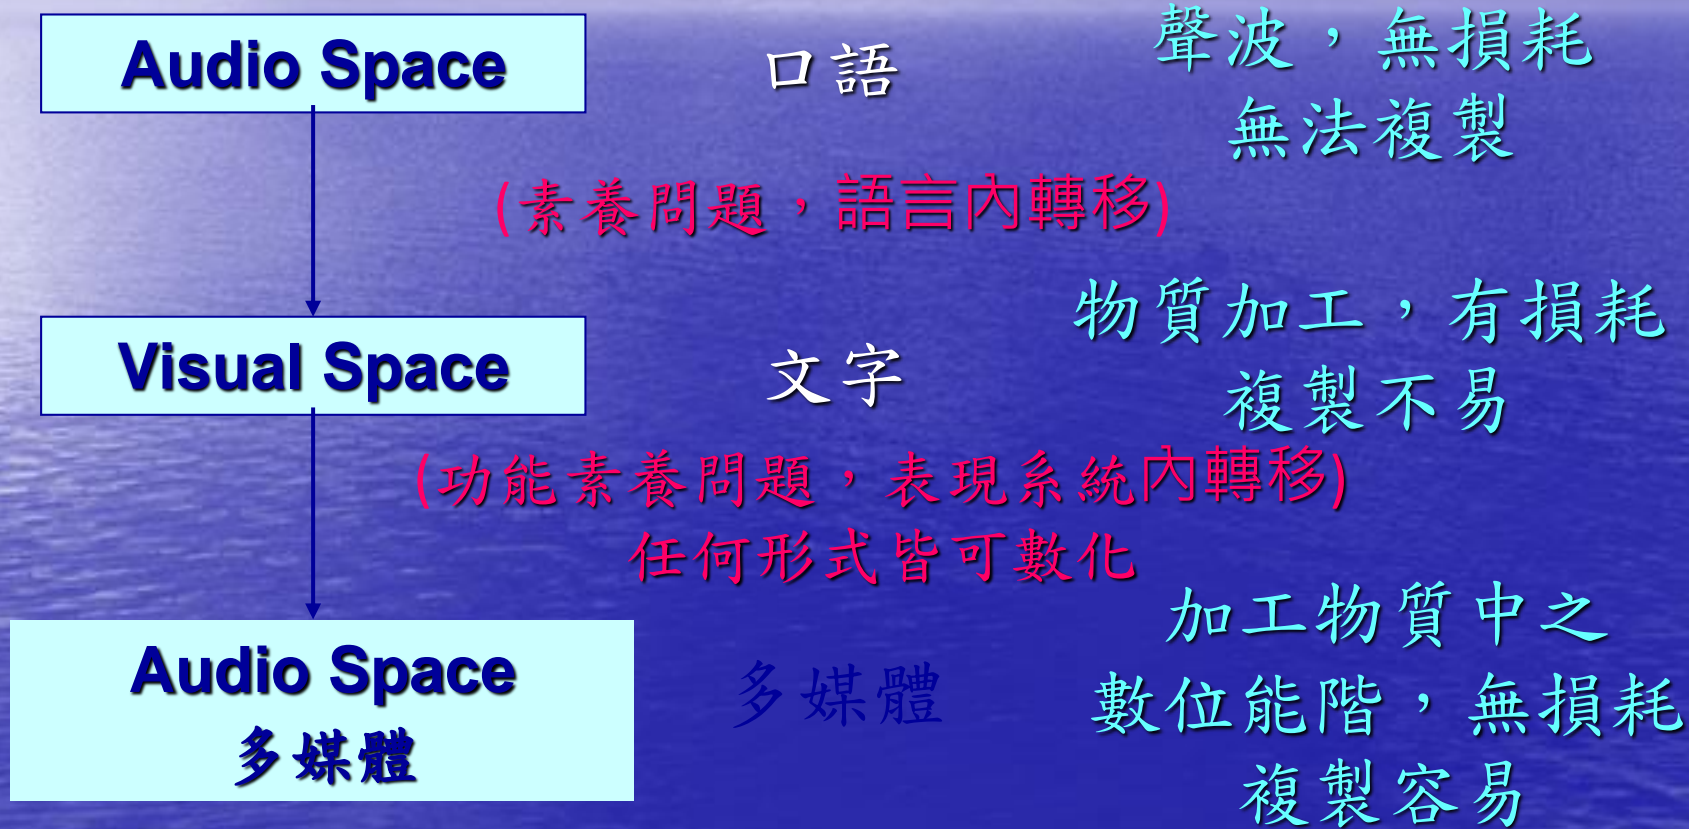 Audio Space
口語
聲波，無損耗
無法複製
(素養問題，語言內轉移)
Visual Space
文字
物質加工，有損耗
複製不易
(功能素養問題，表現系統內轉移)
任何形式皆可數化
Audio Space
多媒體
多媒體
加工物質中之
數位能階，無損耗
複製容易